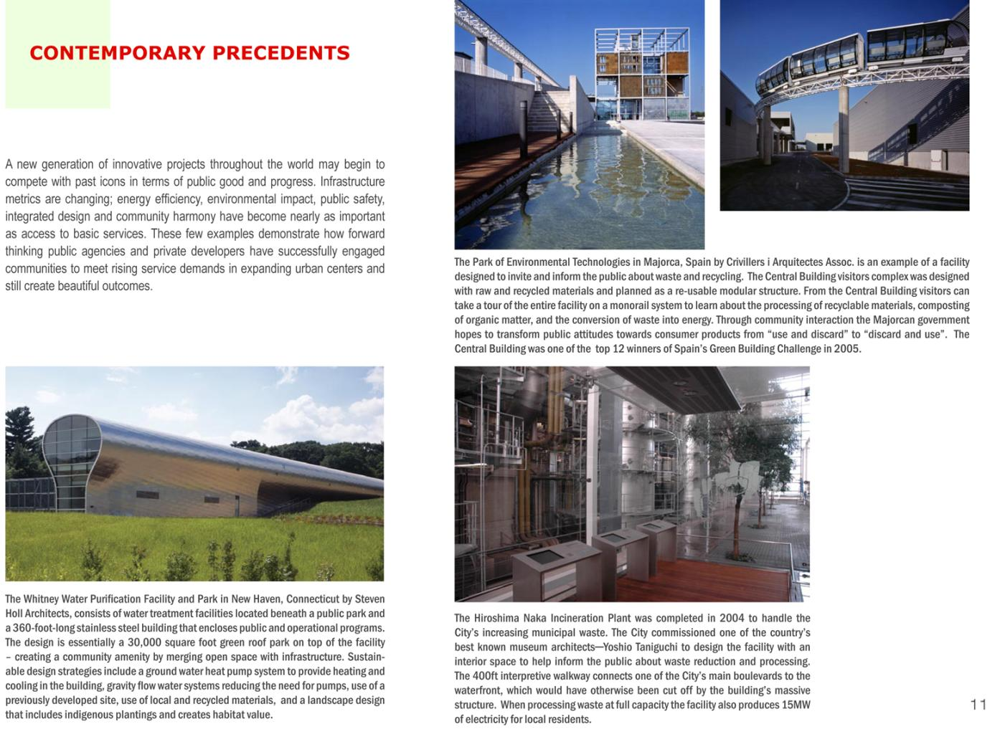 CONTEMPORARY PRECEDENTS
A new generation of innovative projects throughout the world may begin to
compete with past icons in terms of public good and progress. Infrastructure
metrics are changing; energy efficiency, environmental impact, public safety,
integrated design and community harmony have become nearly as important
as access to basic services. These few examples demonstrate how forward
thinking public agencies and private developers have successfully engaged
communities to meet rising service demands in expanding urban centers and
still create beautiful outcomes.
The Whitney Water Purification Facility and Park in New Haven, Connecticut by Steven
Holl Architects, consists of water treatment facilities located beneath a public park and
a 360-foot-long stainless steel building that encloses public and operational programs.
The design is essentially a 30,000 square foot green roof park on top of the facility
– creating a community amenity by merging open space with infrastructure. Sustain-
able design strategies include a ground water heat pump system to provide heating and
cooling in the building, gravity flow water systems reducing the need for pumps, use of a
previously developed site, use of local and recycled materials, and a landscape design
that includes indigenous plantings and creates habitat value.
The Park of Environmental Technologies in Majorca, Spain by Crivillers i Arquitectes Assoc. is an example of a facility
designed to invite and inform the public about waste and recycling. The Central Building visitors complex was designed
with raw and recycled materials and planned as a re-usable modular structure. From the Central Building visitors can
take a tour of the entire facility on a monorail system to learn about the processing of recyclable materials, composting
of organic matter, and the conversion of waste into energy. Through community interaction the Majorcan government
hopes to transform public attitudes towards consumer products from “use and discard” to “discard and use”. The
Central Building was one of the top 12 winners of Spain’s Green Building Challenge in 2005.
The Hiroshima Naka Incineration Plant was completed in 2004 to handle the
City’s increasing municipal waste. The City commissioned one of the country’s
best known museum architects—Yoshio Taniguchi to design the facility with an
interior space to help inform the public about waste reduction and processing.
The 400ft interpretive walkway connects one of the City’s main boulevards to the
waterfront, which would have otherwise been cut off by the building’s massive
structure. When processing waste at full capacity the facility also produces 15MW
of electricity for local residents.
11